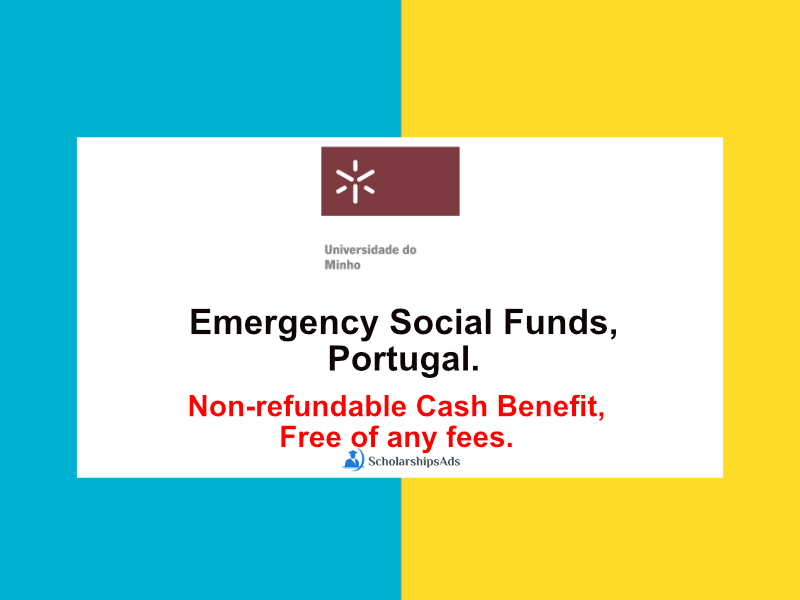 Universidade do
Minho
Emergency Social Funds,
Portugal.
Non-refundable Cash Benefit,
Free of any fees.
ScholarshipsAds